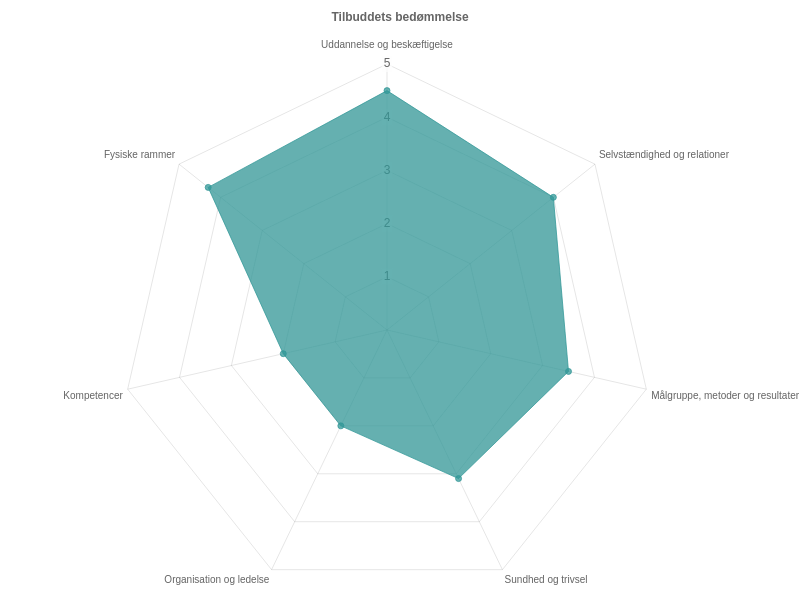 Tilbuddets bedømmelse
Uddannelse og beskæftigelse
5
4
Fysiske rammer
Selvstændighed og relationer
3
2
1
Kompetencer
Målgruppe, metoder og resultater
Organisation og ledelse
Sundhed og trivsel